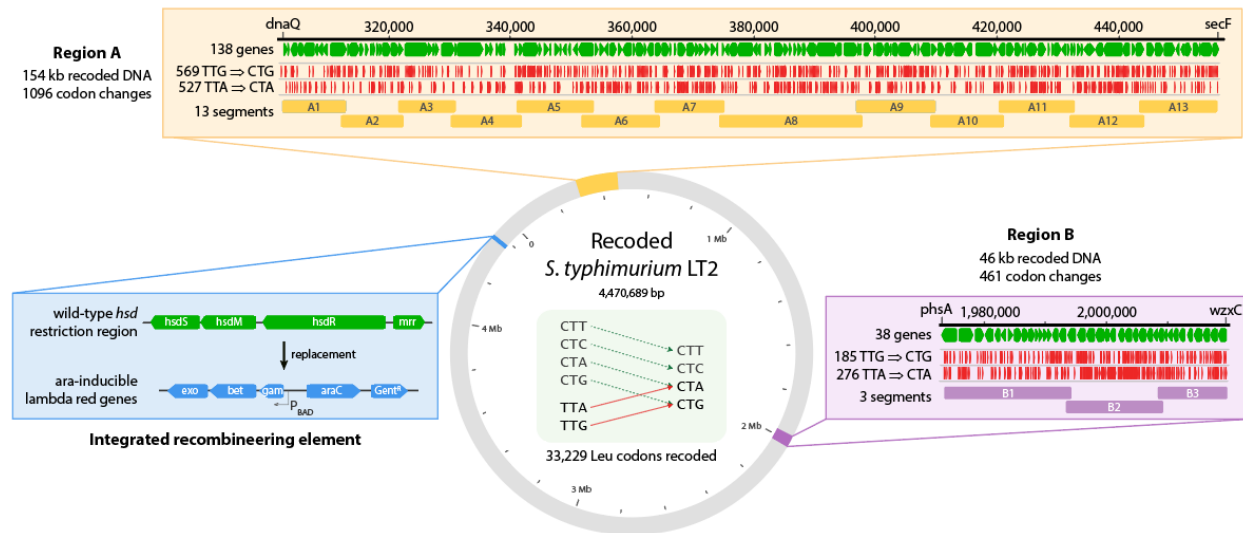 dnaQ 320,000 340,000 360,000 380,000 400,000 420,000 440,000 secF
Region A
154 kb recoded DNA
1096 codon changes
138 genes
569 TTG ⇒ CTG
527 TTA ⇒ CTA
13 segments
A1 A3 A5 A7 A9 A11 A13
A2 A4 A6 A8 A10 A12
0
1 Mb
2 Mb
3 Mb
4 Mb
Recoded
S. typhimurium LT2
4,470,689 bp
CTT
CTC
CTA
CTG
TTA
TTG
CTT
CTC
CTA
CTG
33,229 Leu codons recoded
wild-type hsd
restriction region
hsdS hsdM hsdR mrr
replacement
ara-inducible
lambda red genes
exo bet gam araC GentR
PBAD
Integrated recombineering element
Region B
46 kb recoded DNA
461 codon changes
phsA 1,980,000 2,000,000 wzxC
38 genes
185 TTG ⇒ CTG
276 TTA ⇒ CTA
3 segments
B1 B3
B2